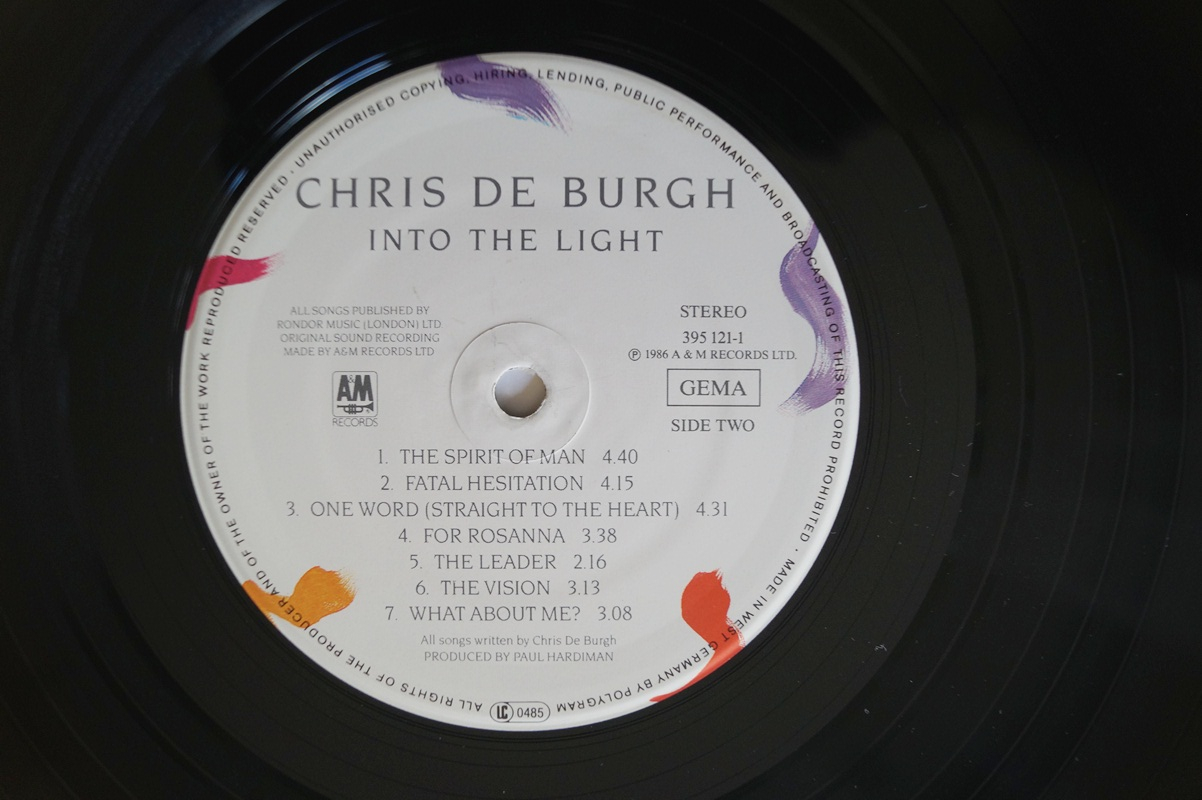 ALL RIGHTS OF THE PRODUCER AND OF THE OWNER OF THE WORK REPRODUCED RESERVED · UNAUTHORISED COPYING, HIRING, LENDING, PUBLIC PERFORMANCE AND BROADCASTING OF THIS RECORD PROHIBITED · MADE IN WEST GERMANY BY POLYGRAM
CHRIS DE BURGH
INTO THE LIGHT
ALL SONGS PUBLISHED BY
RONDOR MUSIC (LONDON) LTD.
ORIGINAL SOUND RECORDING
MADE BY A&M RECORDS LTD
A&M
RECORDS
STEREO
395 121-1
℗ 1986 A & M RECORDS LTD.
GEMA
SIDE TWO
1. THE SPIRIT OF MAN 4.40
2. FATAL HESITATION 4.15
3. ONE WORD (STRAIGHT TO THE HEART) 4.31
4. FOR ROSANNA 3.38
5. THE LEADER 2.16
6. THE VISION 3.13
7. WHAT ABOUT ME? 3.08
All songs written by Chris De Burgh
PRODUCED BY PAUL HARDIMAN
LC 0485